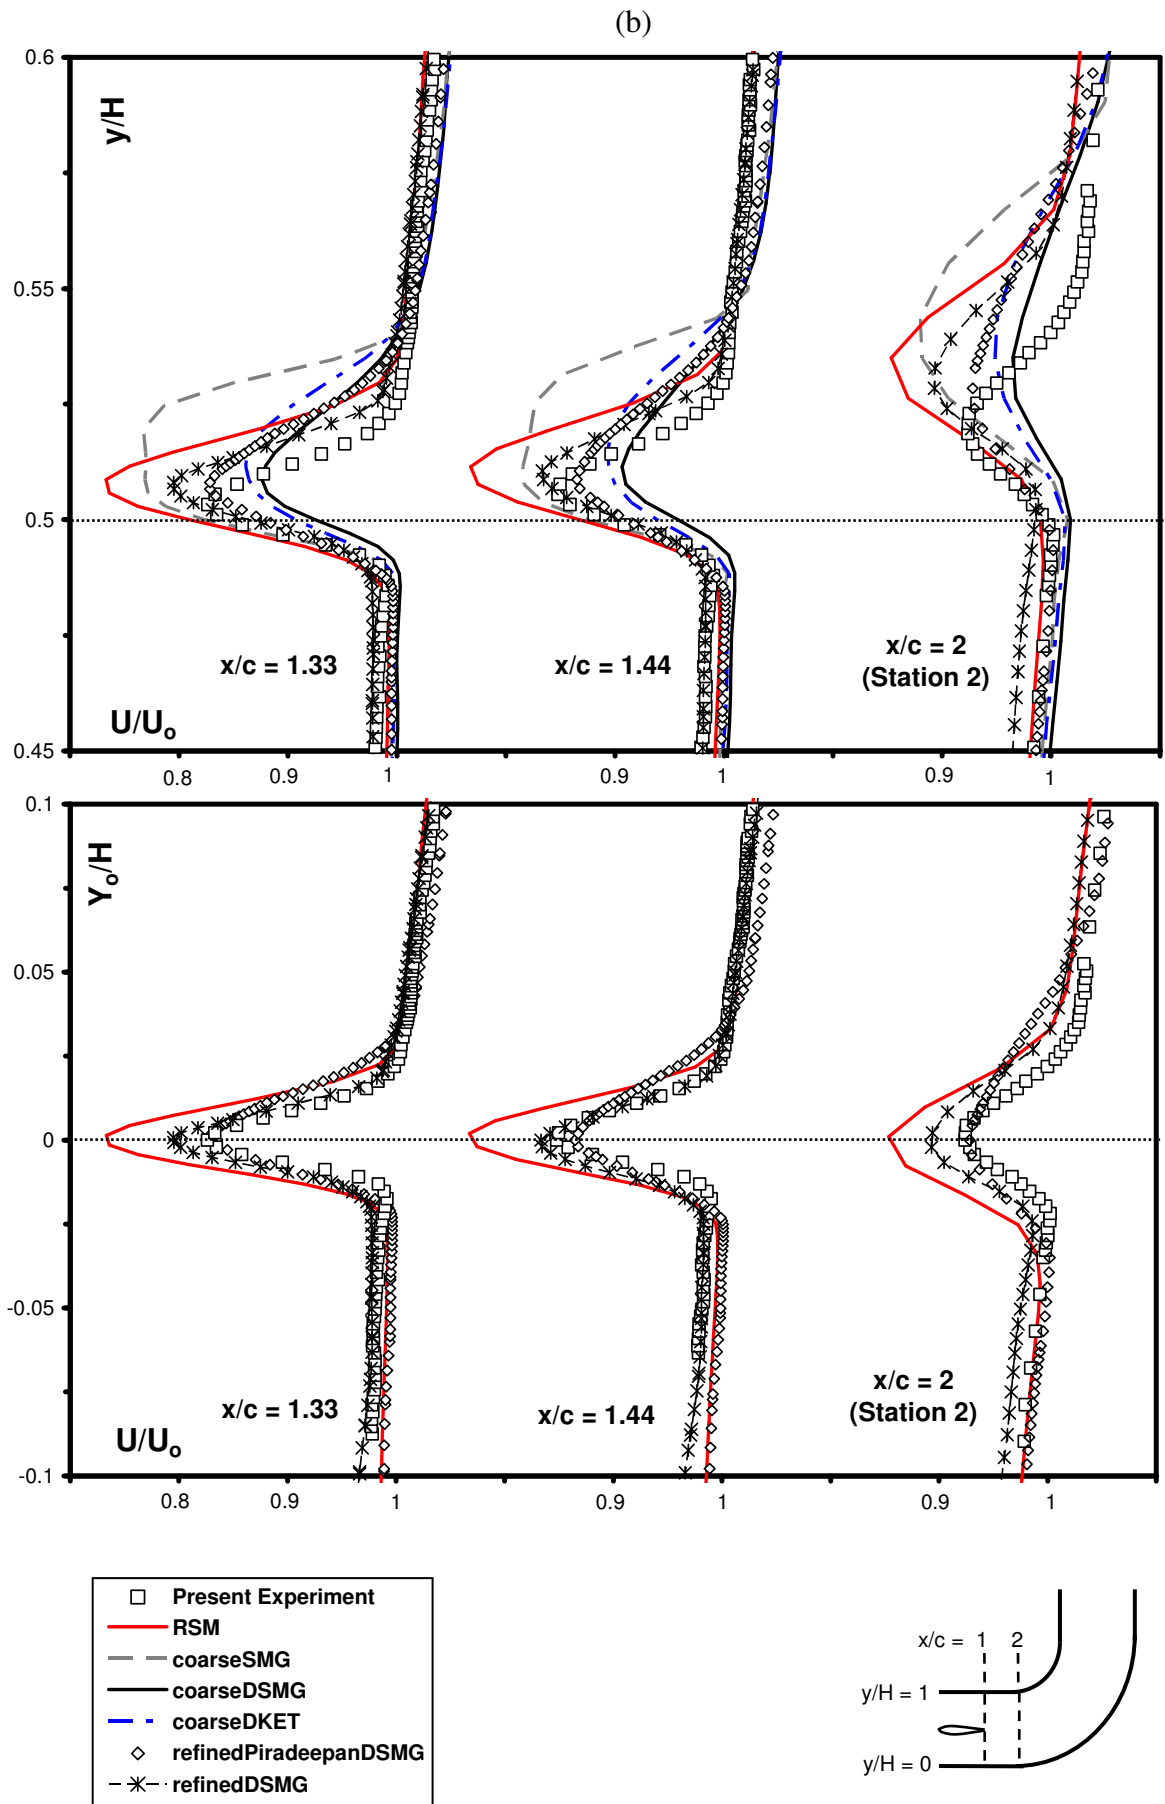 (b)
0.6
y/H
0.55
0.5
x/c = 1.33
x/c = 1.44
x/c = 2
(Station 2)
U/Uo
0.45
0.8 0.9 1 0.9 1 0.9 1
0.1
Yo/H
0.05
0
-0.05
x/c = 1.33
x/c = 1.44
x/c = 2
(Station 2)
U/Uo
-0.1
0.8 0.9 1 0.9 1 0.9 1
Present Experiment
RSM
coarseSMG
coarseDSMG
coarseDKET
refinedPiradeepanDSMG
refinedDSMG
x/c = 1 2
y/H = 1
y/H = 0